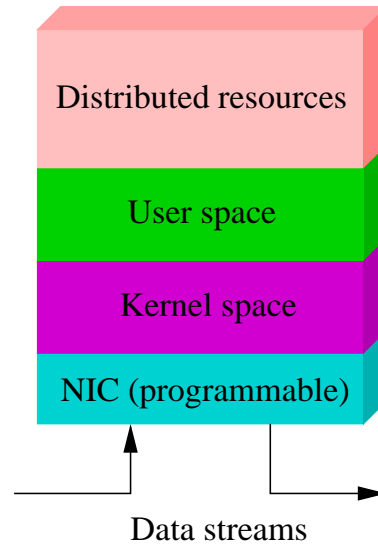 Distributed resources
User space
Kernel space
NIC (programmable)
Data streams